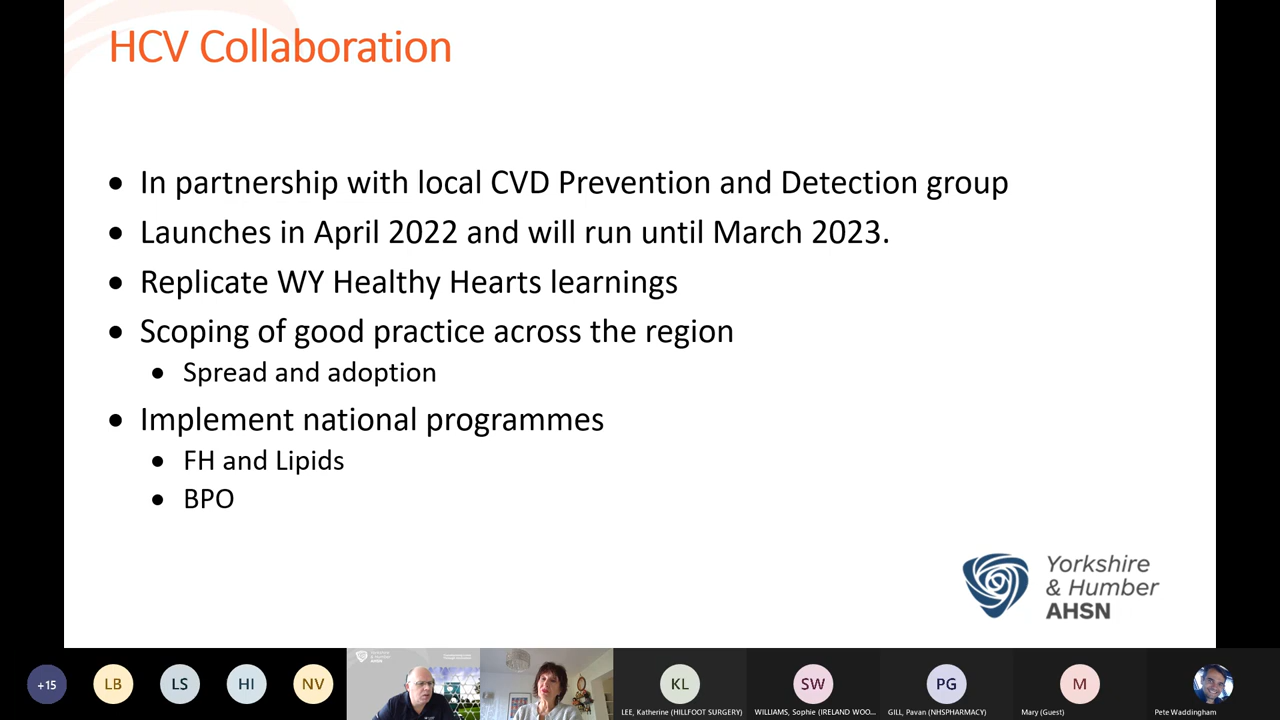 HCV Collaboration
In partnership with local CVD Prevention and Detection group
Launches in April 2022 and will run until March 2023.
Replicate WY Healthy Hearts learnings
Scoping of good practice across the region
Spread and adoption
Implement national programmes
FH and Lipids
BPO
Yorkshire
& Humber
AHSN
+15
LB
LS
HI
NV
Yorkshire
& Humber
AHSN
KL
SW
PG
M
LEE, Katherine (HILLFOOT SURGERY)
WILLIAMS, Sophie (IRELAND WOO...
GILL, Pavan (NHSPHARMACY)
Mary (Guest)
Pete Waddingham